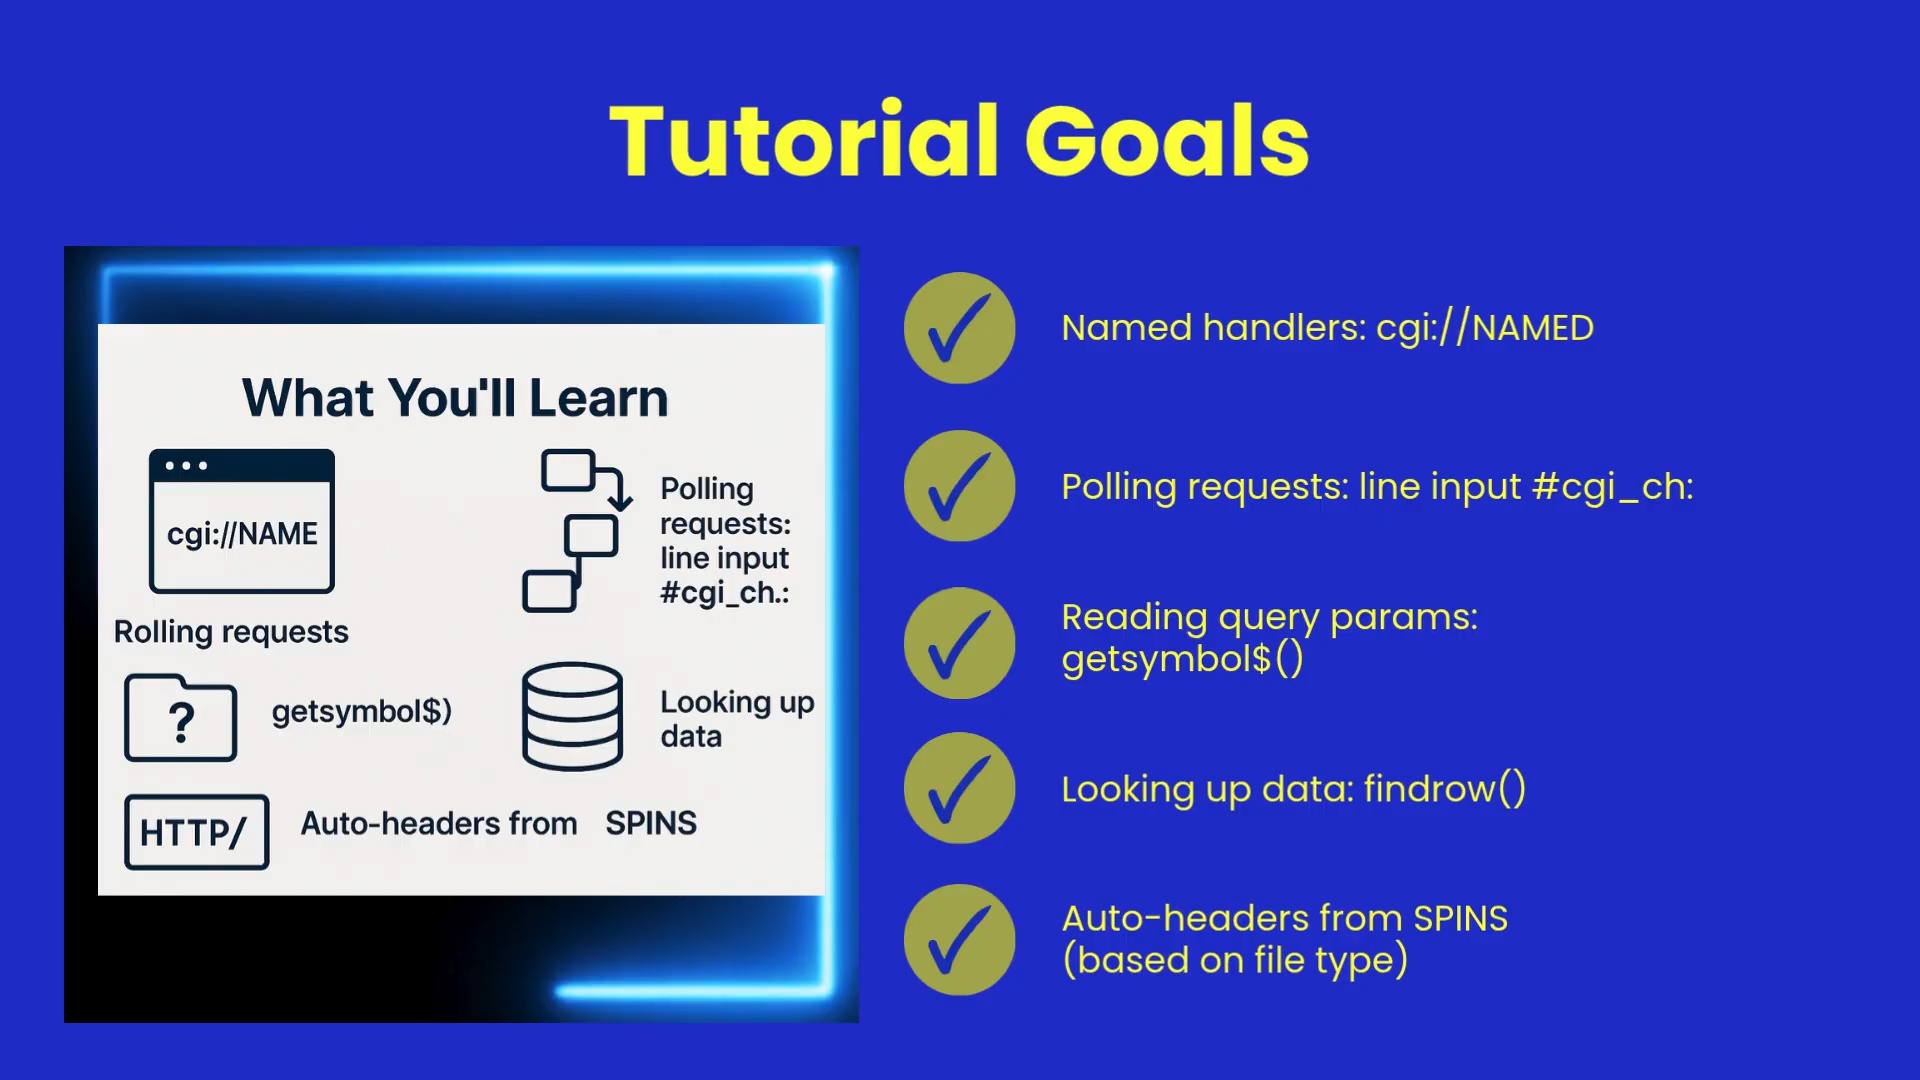 Tutorial Goals
What You'll Learn
cgi://NAME
Rolling requests
Polling
requests:
line input
#cgi_ch.:
?
getsymbol$)
Looking up
data
HTTP/
Auto-headers from SPINS
Named handlers: cgi://NAMED
Polling requests: line input #cgi_ch:
Reading query params:
getsymbol$()
Looking up data: findrow()
Auto-headers from SPINS
(based on file type)